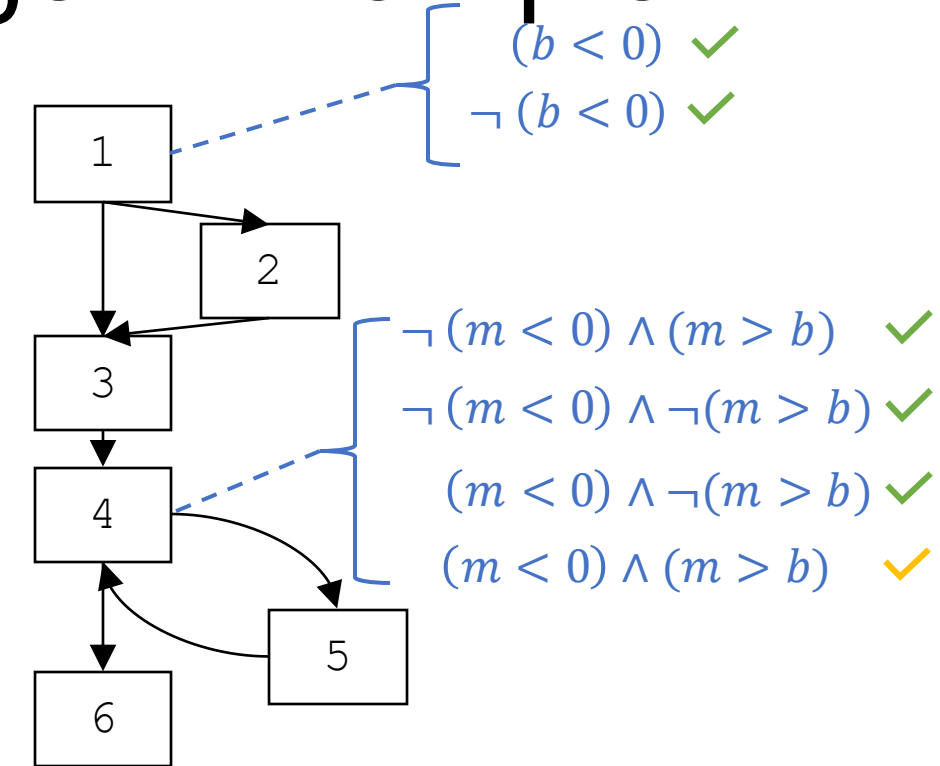 (b < 0) ✓
¬ (b < 0) ✓
1
2
3
4
5
6
¬ (m < 0) ∧ (m > b) ✓
¬ (m < 0) ∧ ¬(m > b) ✓
(m < 0) ∧ ¬(m > b) ✓
(m < 0) ∧ (m > b) ✓